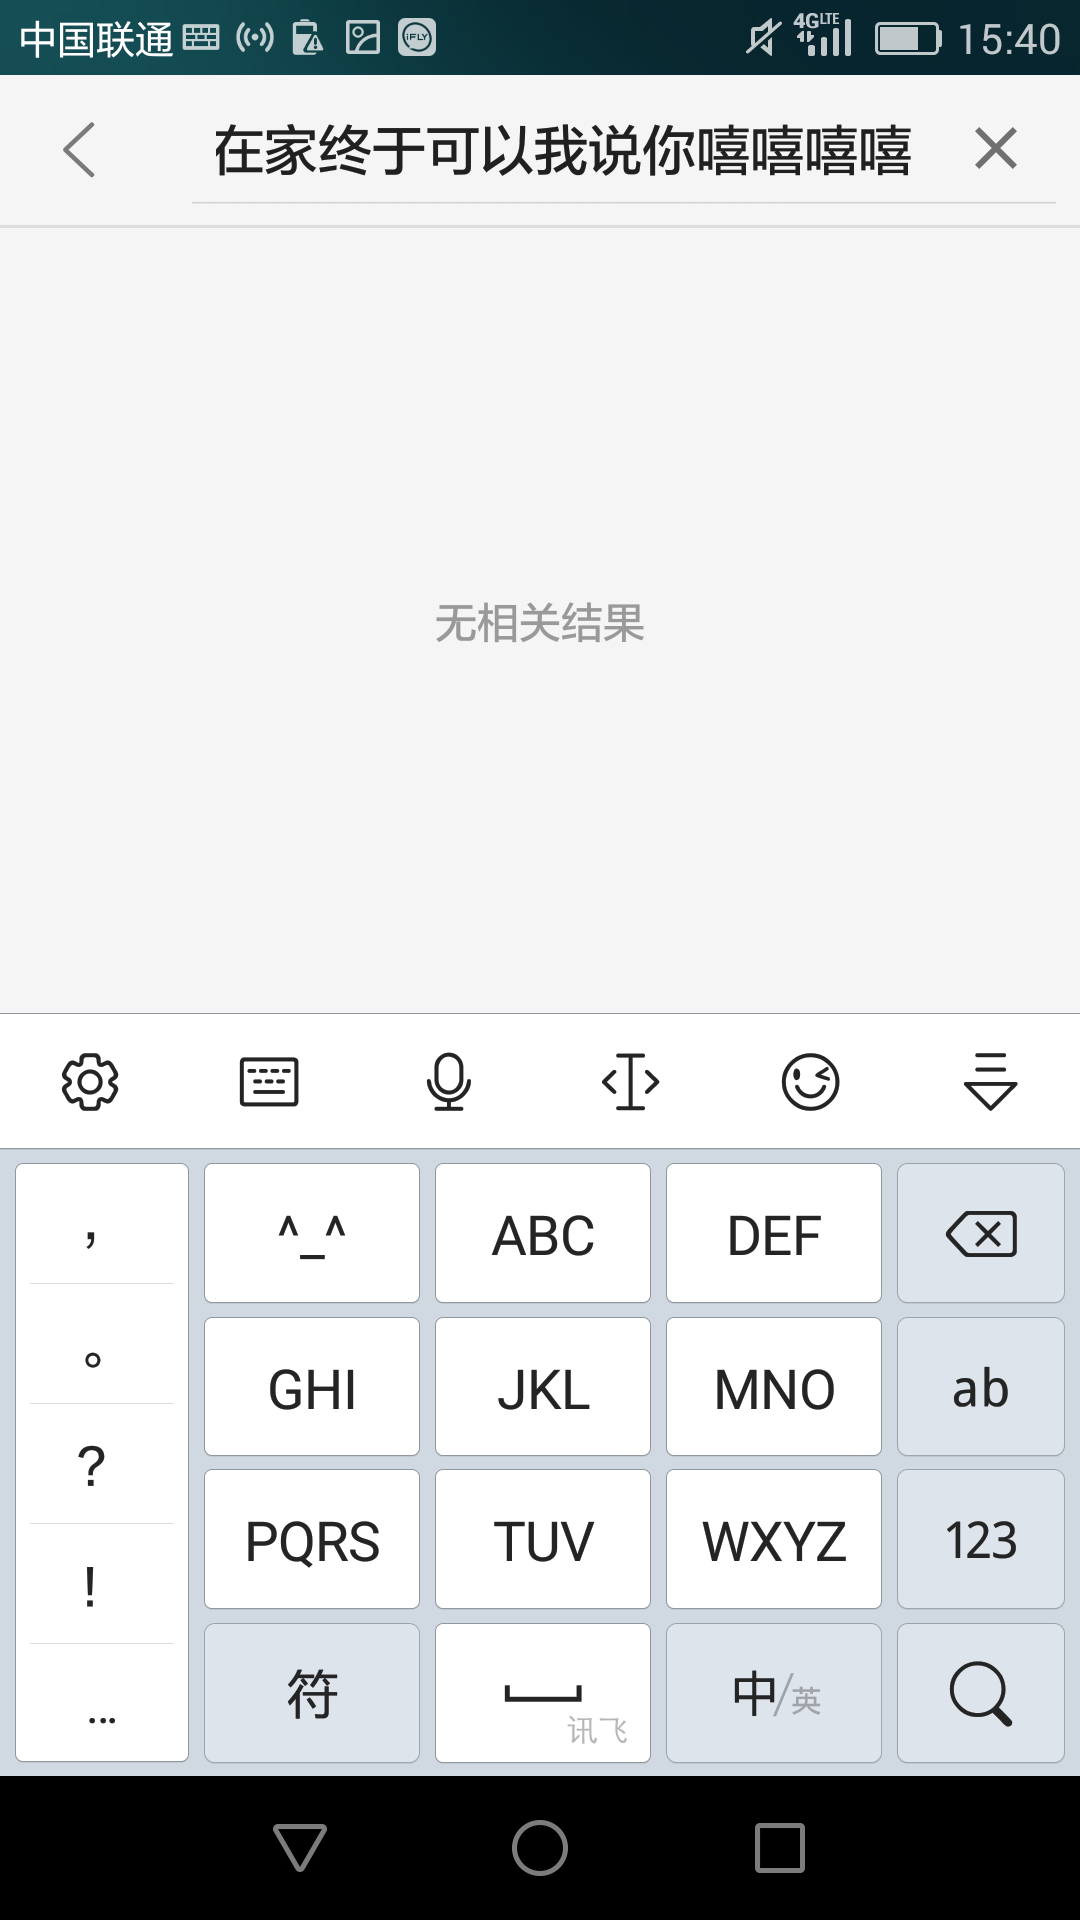 中国联通 iFLY 4GLTE 15:40
在家终于可以我说你嘻嘻嘻嘻
无相关结果
， ^_^ ABC DEF
。 GHI JKL MNO ab
? PQRS TUV WXYZ 123
!
... 符 讯飞 中/英